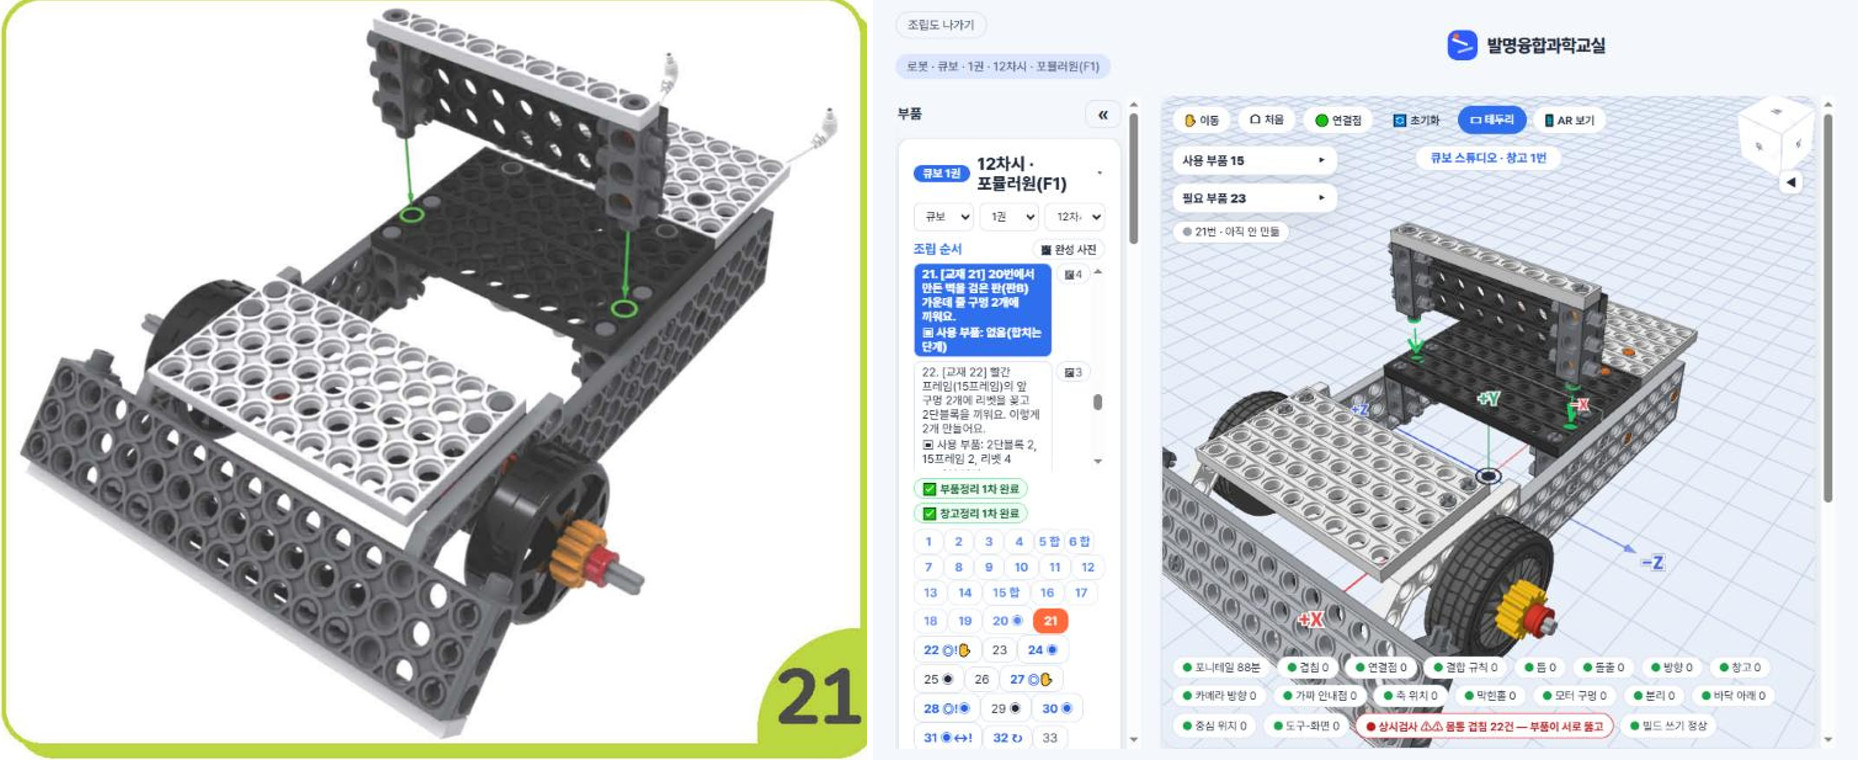 21
조립도 나가기
로봇 · 큐보 · 1권 · 12차시 · 포뮬러원(F1)
발명융합과학교실
부품
«
큐보 1권
12차시 ·
포뮬러원(F1)
큐보
1권
12차
조립 순서
완성 사진
21. [교재 21] 20번에서
만든 벽을 검은 판(판B)
가운데 줄 구멍 2개에
끼워요.
▣ 사용 부품: 없음(합치는
단계)
4
22. [교재 22] 빨간
프레임(15프레임)의 앞
구멍 2개에 리벳을 꽂고
2단블록을 끼워요. 이렇게
2개 만들어요.
▣ 사용 부품: 2단블록 2,
15프레임 2, 리벳 4
3
부품정리 1차 완료
창고정리 1차 완료
1 2 3 4 5 합 6 합
7 8 9 10 11 12
13 14 15 합 16 17
18 19 20 21
22 ! 23 24
25 26 27
28 ! 29 30
31 ↔! 32 ↻ 33
이동
처음
연결점
초기화
테두리
AR 보기
사용 부품 15
큐보 스튜디오 · 창고 1번
필요 부품 23
21번 · 아직 안 만듦
+Z
+Y
-X
-Z
+X
포니테일 88분
겹침 0
연결점 0
결합 규칙 0
틈 0
돌출 0
방향 0
창고 0
카메라 방향 0
가짜 안내점 0
축 위치 0
막힌홀 0
모터 구멍 0
분리 0
바닥 아래 0
중심 위치 0
도구-화면 0
상시검사 ⚠⚠ 몸통 겹침 22건 — 부품이 서로 뚫고
빌드 쓰기 정상